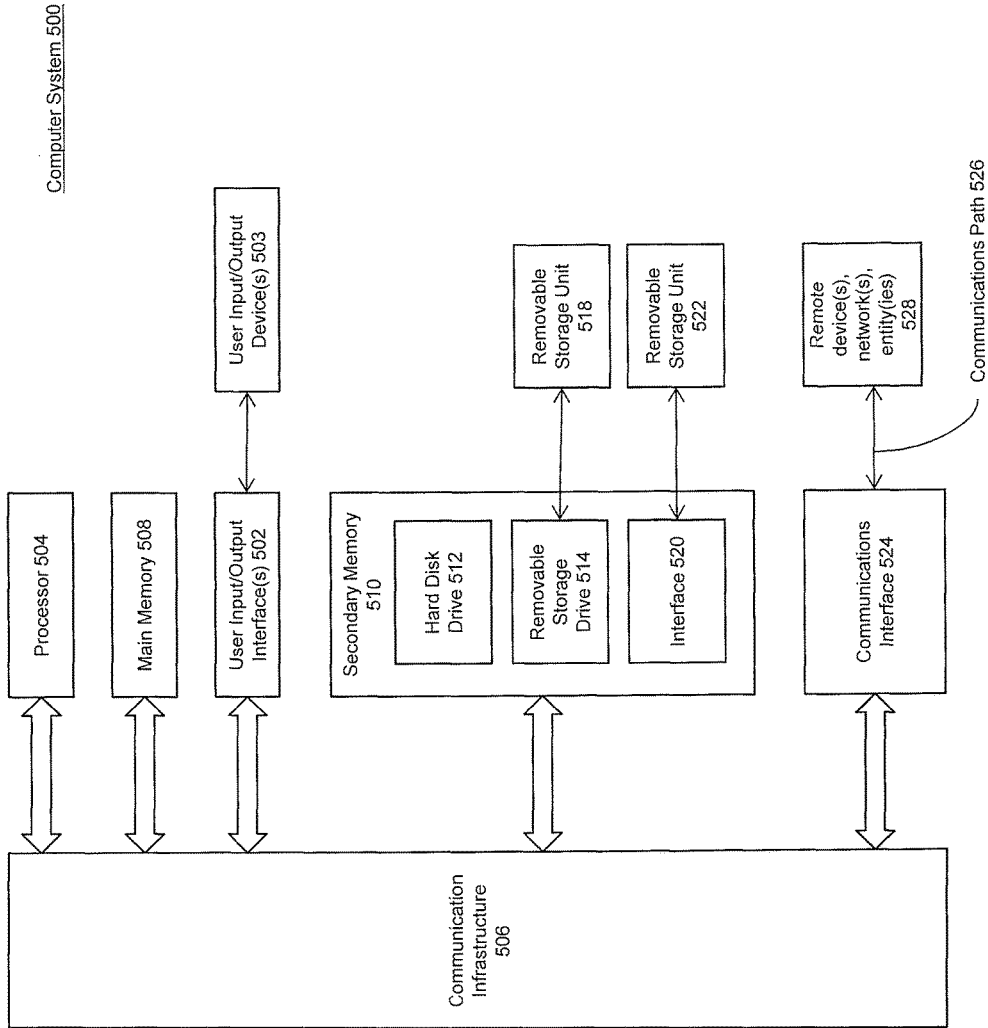 Computer System 500
Processor 504
Main Memory 508
User Input/Output
Interface(s) 502
User Input/Output
Device(s) 503
Communication
Infrastructure
506
Secondary Memory
510
Hard Disk
Drive 512
Removable
Storage
Drive 514
Removable
Storage Unit
518
Interface 520
Removable
Storage Unit
522
Communications
Interface 524
Remote
device(s),
network(s),
entity(ies)
528
Communications Path 526